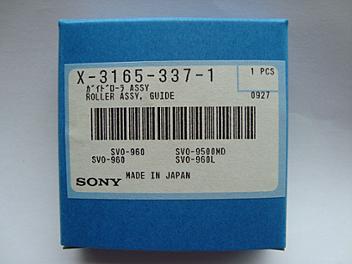 X-3165-337-1
1 PCS
ｶﾞｲﾄﾞﾛｰﾗ ASSY
ROLLER ASSY, GUIDE
0927
SVO-960 SVO-9500MD
SVO-960 SVO-960L
SONY MADE IN JAPAN